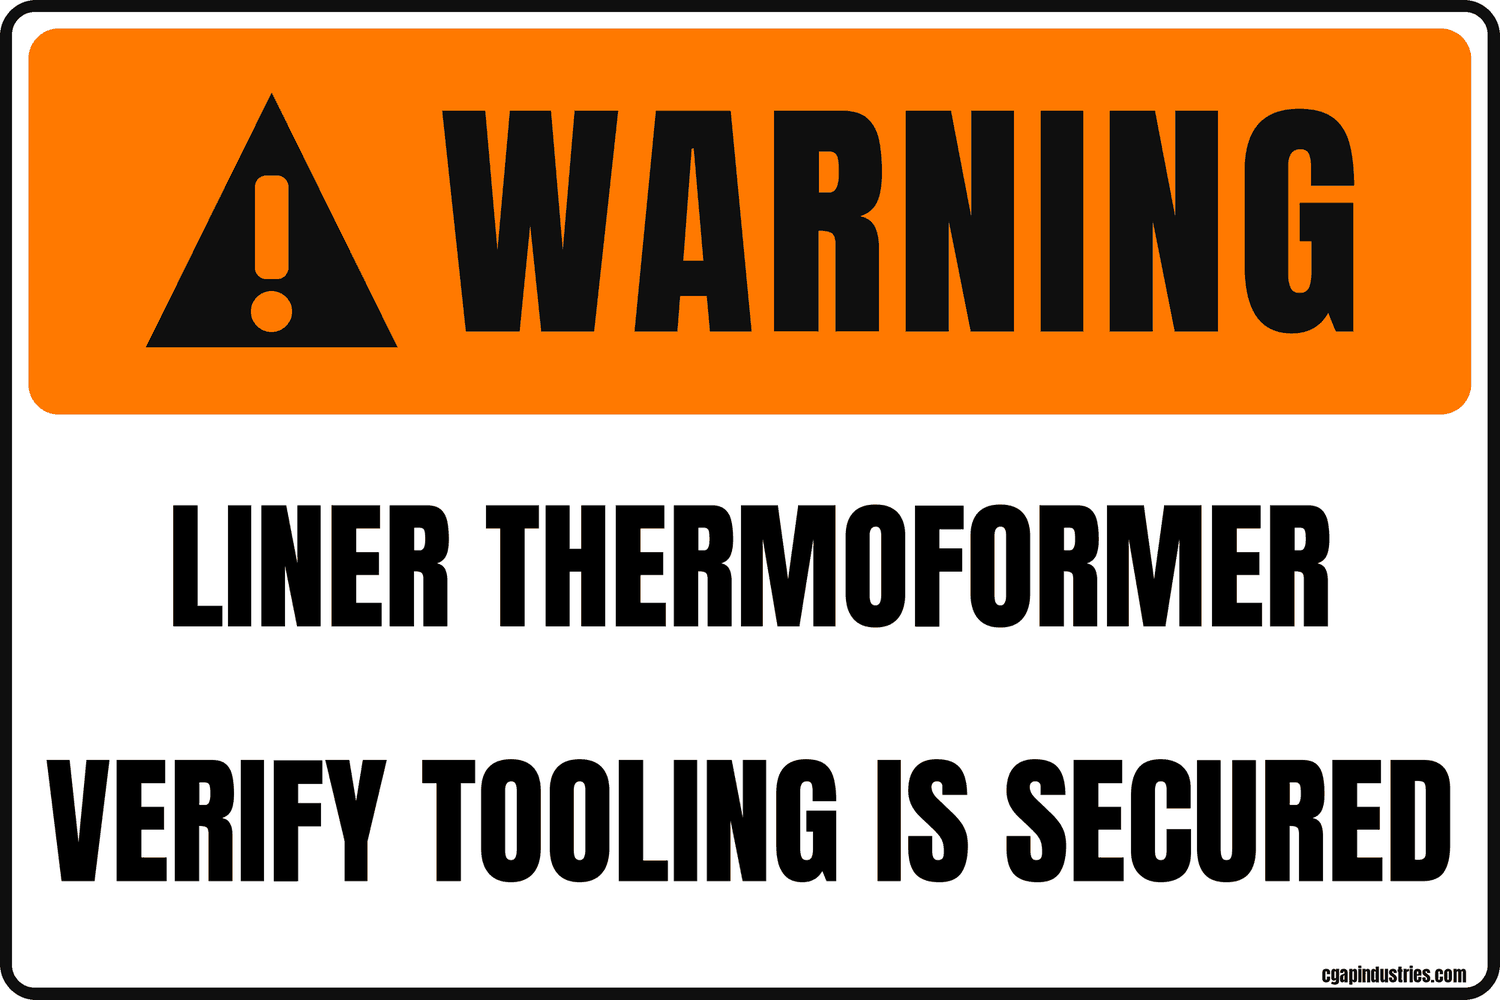 WARNING
LINER THERMOFORMER
VERIFY TOOLING IS SECURED
cgapindustries.com